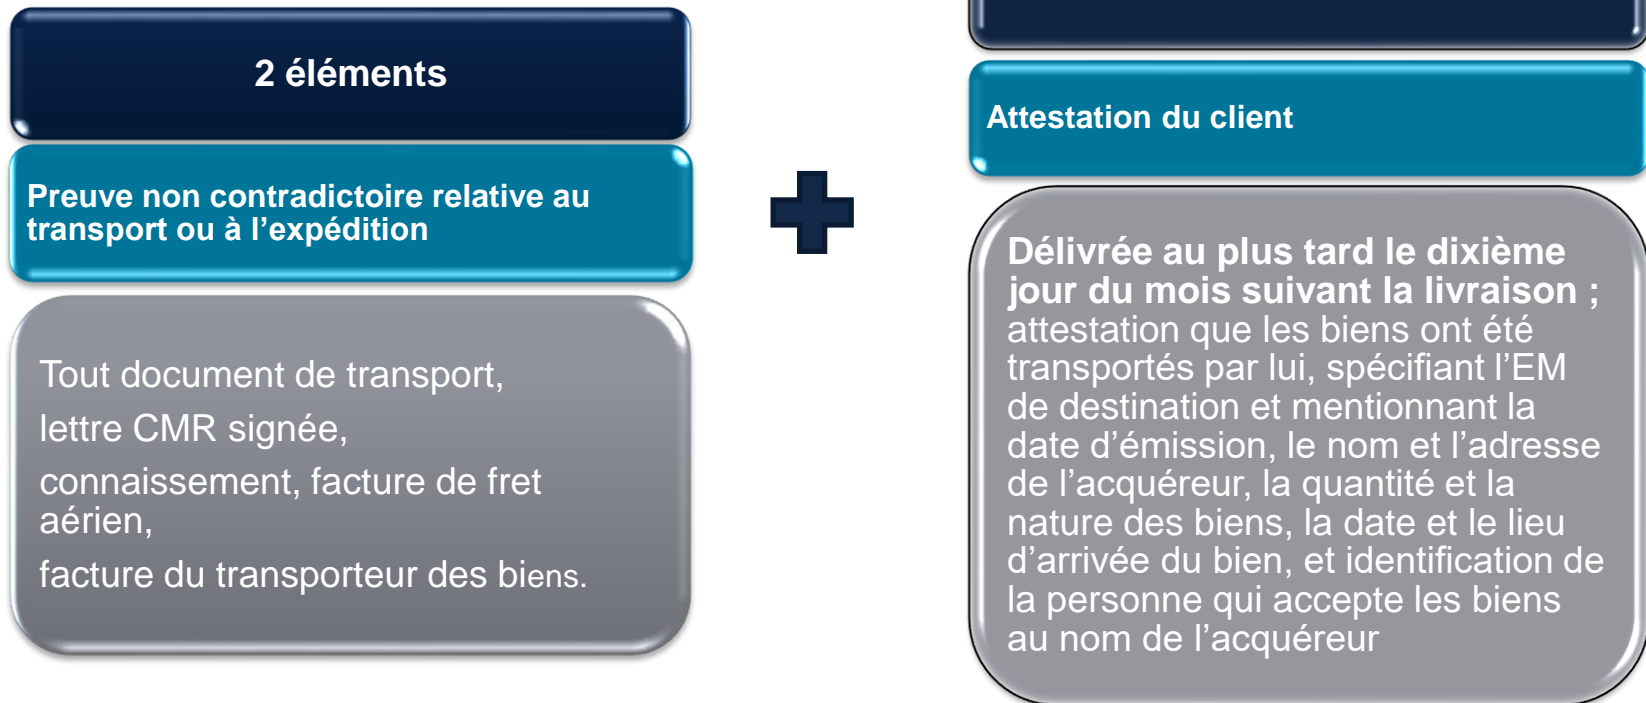 2 éléments
Preuve non contradictoire relative au
transport ou à l’expédition
Tout document de transport,
lettre CMR signée,
connaissement, facture de fret
aérien,
facture du transporteur des biens.
Attestation du client
Délivrée au plus tard le dixième
jour du mois suivant la livraison ;
attestation que les biens ont été
transportés par lui, spécifiant l’EM
de destination et mentionnant la
date d’émission, le nom et l’adresse
de l’acquéreur, la quantité et la
nature des biens, la date et le lieu
d’arrivée du bien, et identification de
la personne qui accepte les biens
au nom de l’acquéreur